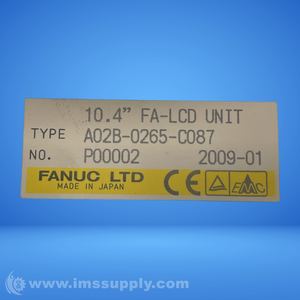 10.4" FA-LCD UNIT
TYPE A02B-0265-C087
NO. P00002 2009-01
FANUC LTD
MADE IN JAPAN
CE EMC
www.imssupply.com